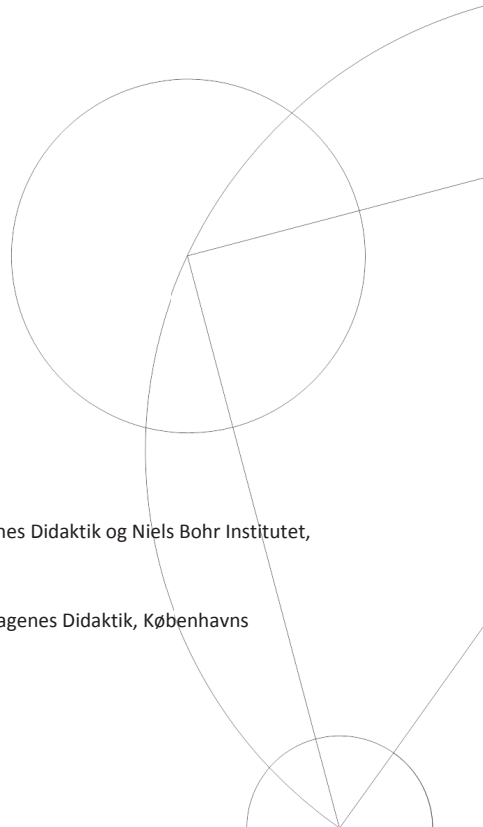 nes Didaktik og Niels Bohr Institutet,
agenes Didaktik, Københavns